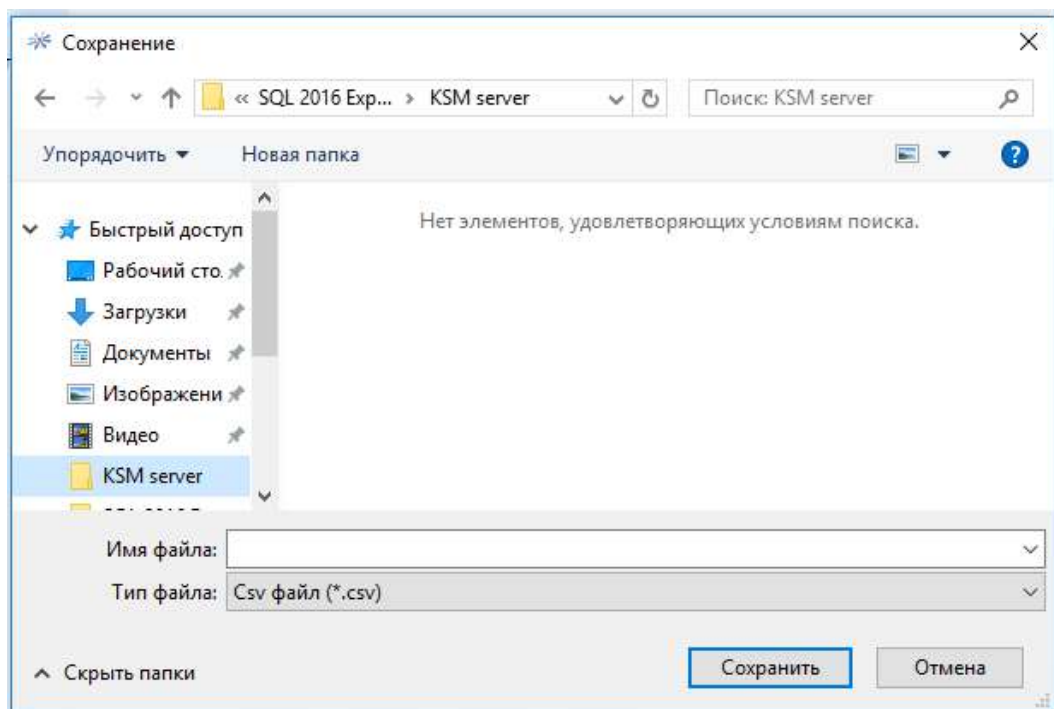 Сохранение
« SQL 2016 Exp... › KSM server
Поиск: KSM server
Упорядочить
Новая папка
Быстрый доступ
Нет элементов, удовлетворяющих условиям поиска.
Рабочий сто
Загрузки
Документы
Изображени
Видео
KSM server
Имя файла:
Тип файла: Csv файл (*.csv)
Скрыть папки
Сохранить
Отмена